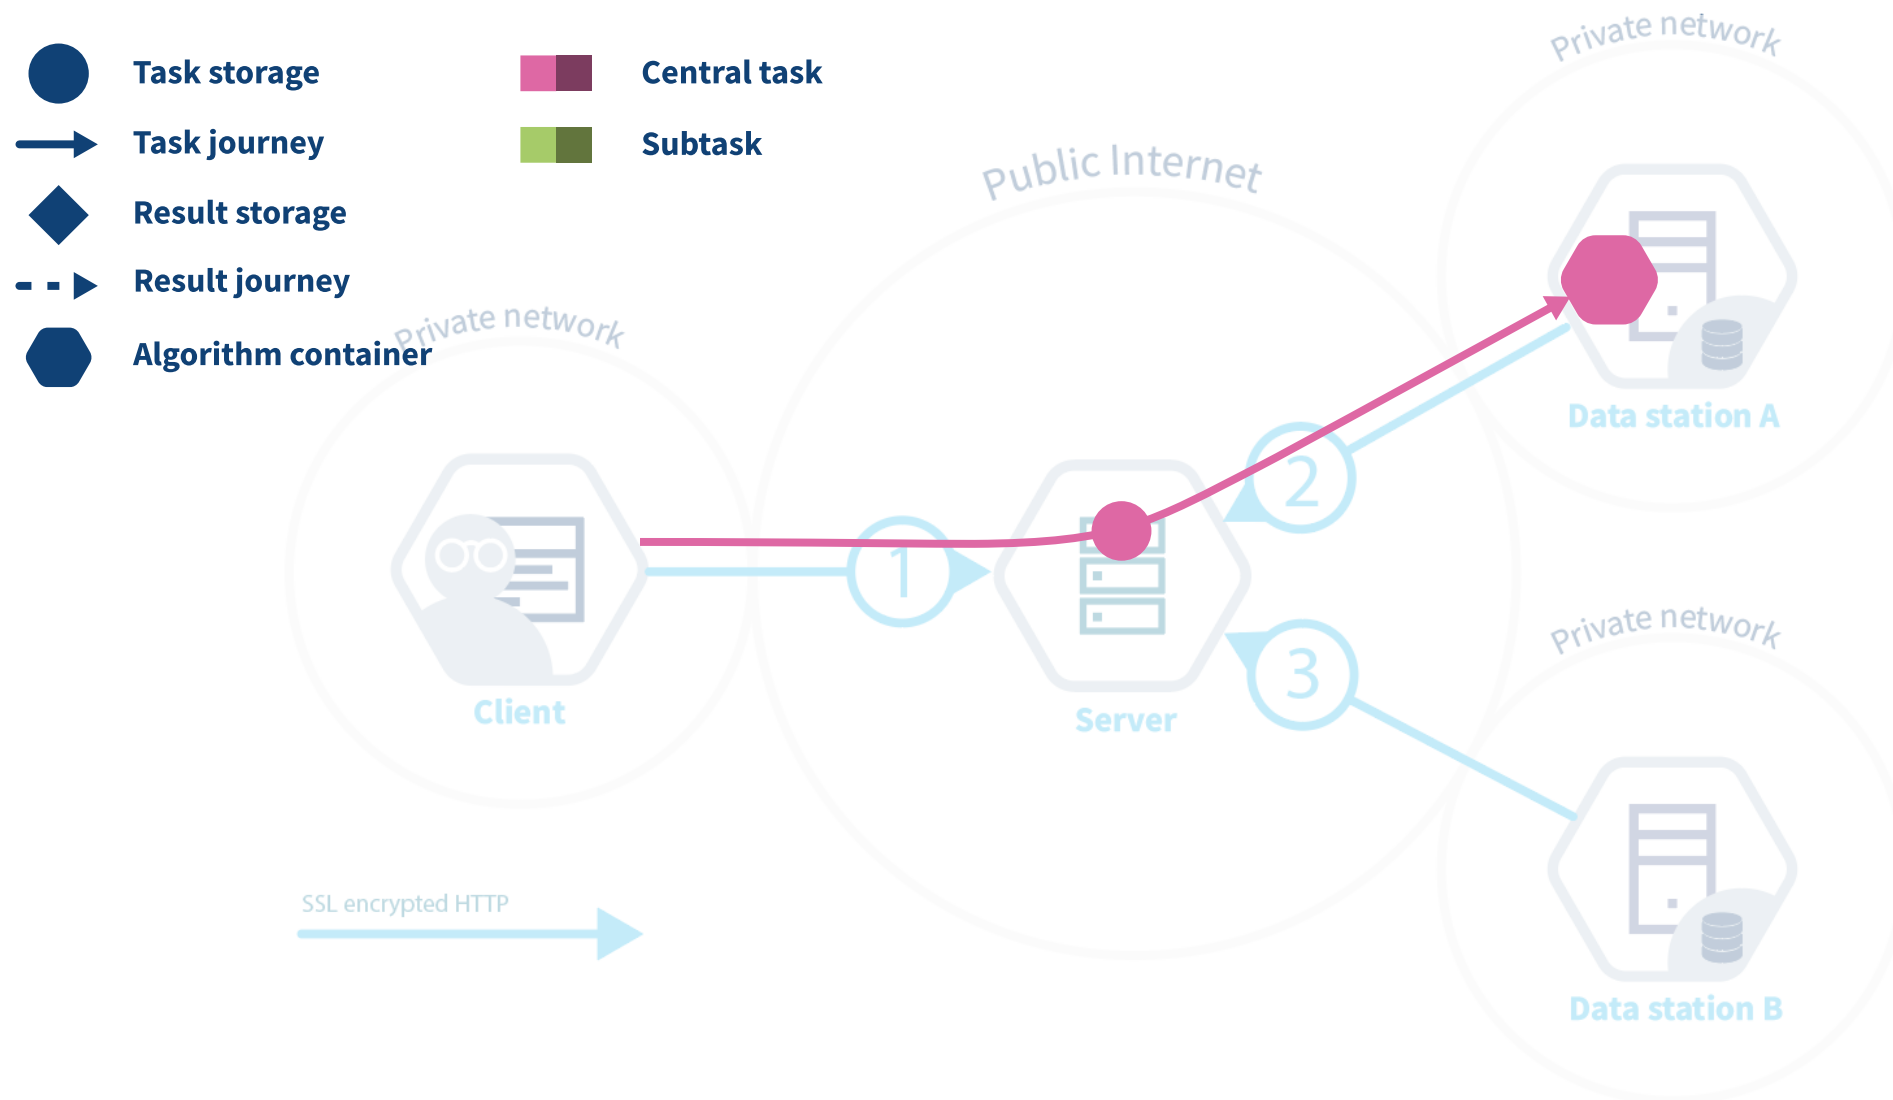 Task storage
Task journey
Result storage
Result journey
Algorithm container
Central task
Subtask
Private network
Public Internet
Private network
Data station A
2
1
Client
Server
3
Private network
SSL encrypted HTTP
Data station B